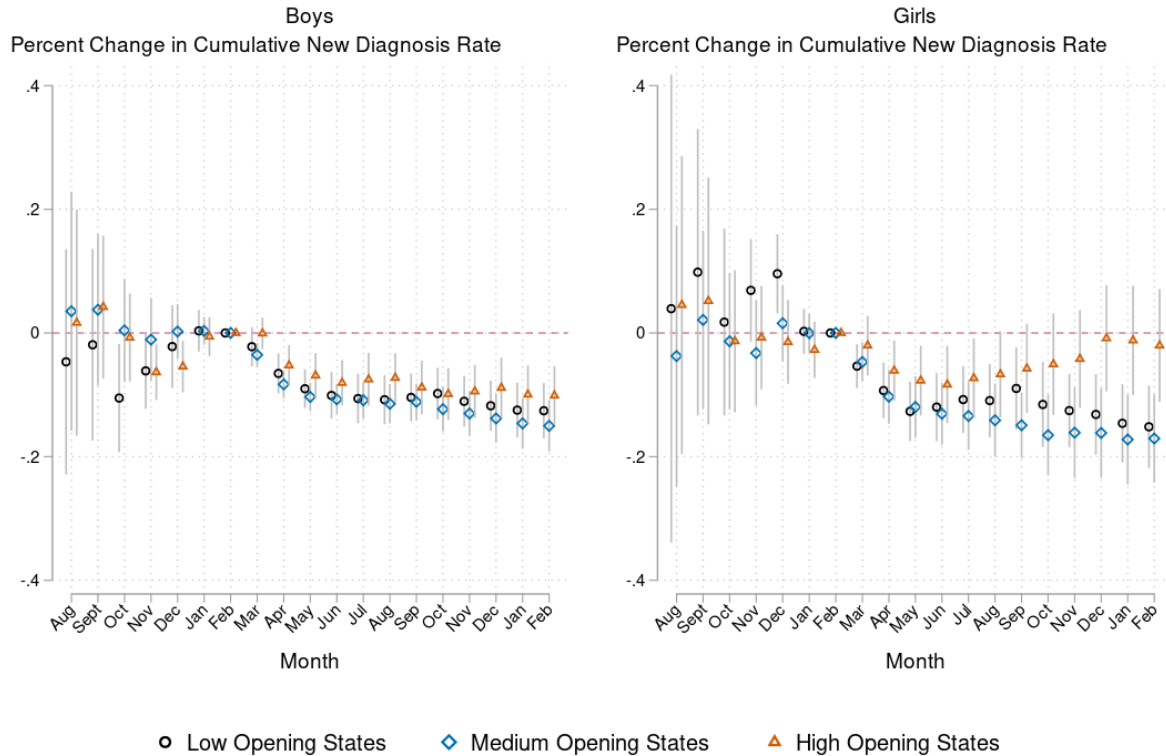 Boys
Percent Change in Cumulative New Diagnosis Rate
.4
.2
0
-.2
-.4
Aug Sept Oct Nov Dec Jan Feb Mar Apr May Jun Jul Aug Sep Oct Nov Dec Jan Feb
Month
Girls
Percent Change in Cumulative New Diagnosis Rate
.4
.2
0
-.2
-.4
Aug Sept Oct Nov Dec Jan Feb Mar Apr May Jun Jul Aug Sep Oct Nov Dec Jan Feb
Month
Low Opening States Medium Opening States High Opening States